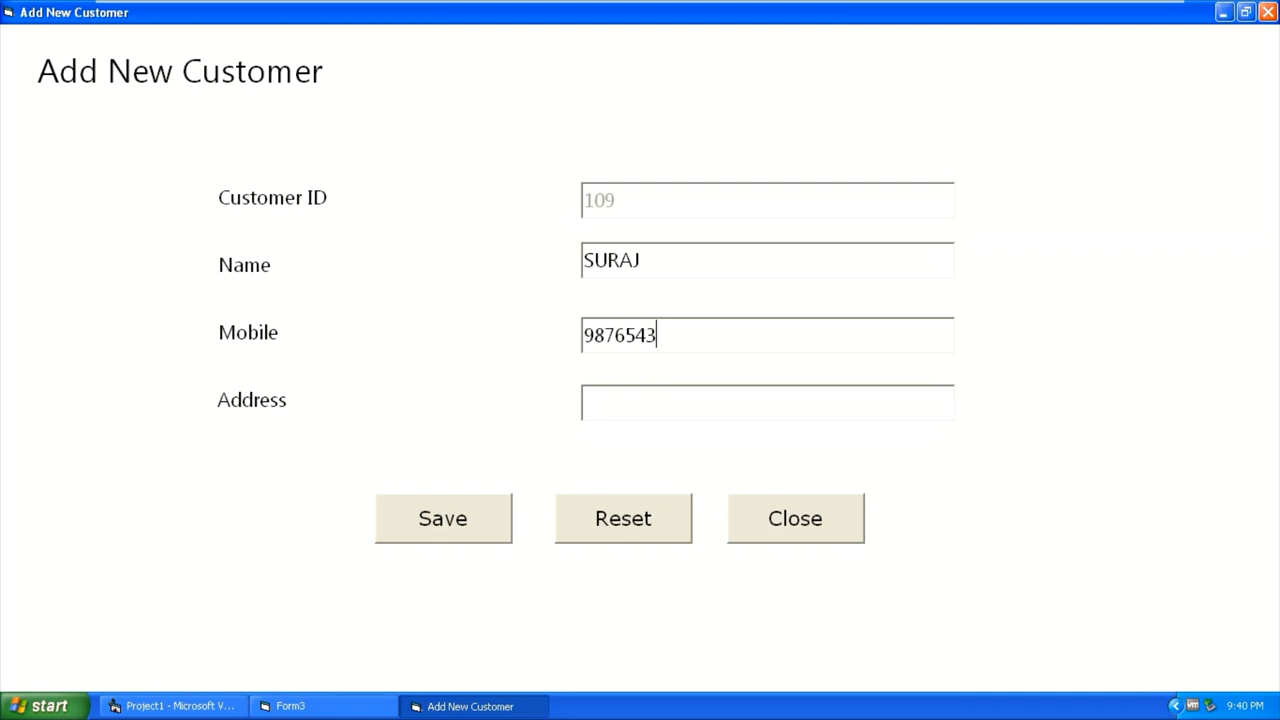 Add New Customer
Add New Customer
Customer ID 109
Name SURAJ
Mobile 9876543
Address
Save Reset Close
start Project1 - Microsoft V... Form3 Add New Customer 9:40 PM